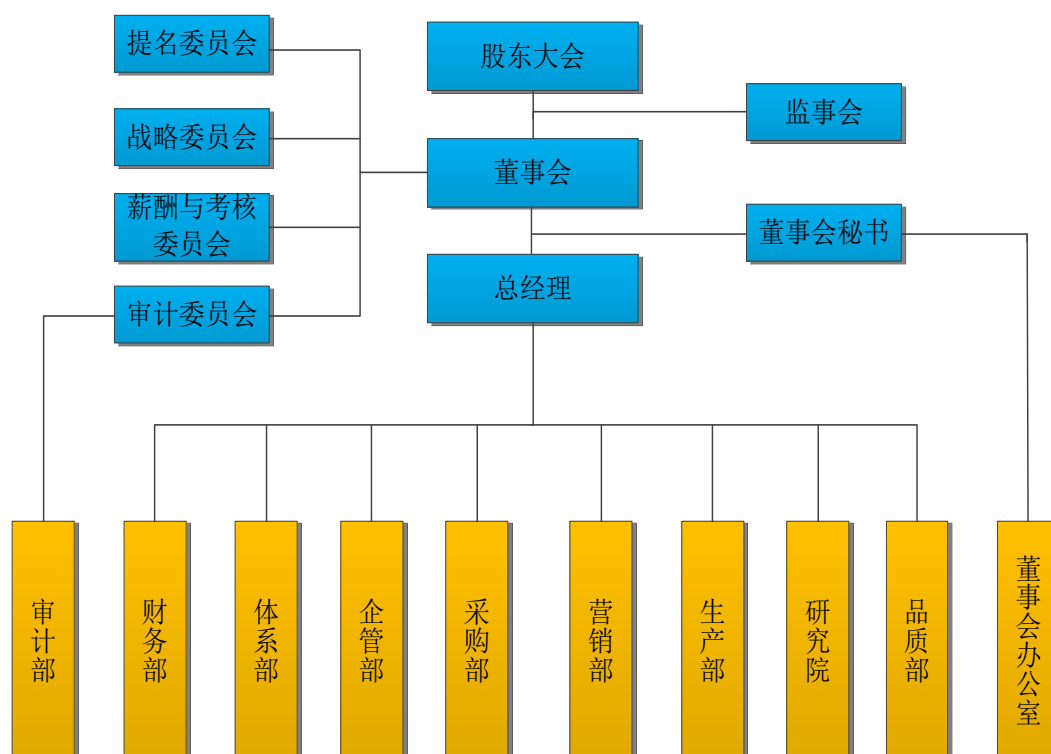 提名委员会
股东大会
监事会
战略委员会
董事会
薪酬与考核
委员会
董事会秘书
总经理
审计委员会
审计部
财务部
体系部
企管部
采购部
营销部
生产部
研究院
品质部
董事会办公室